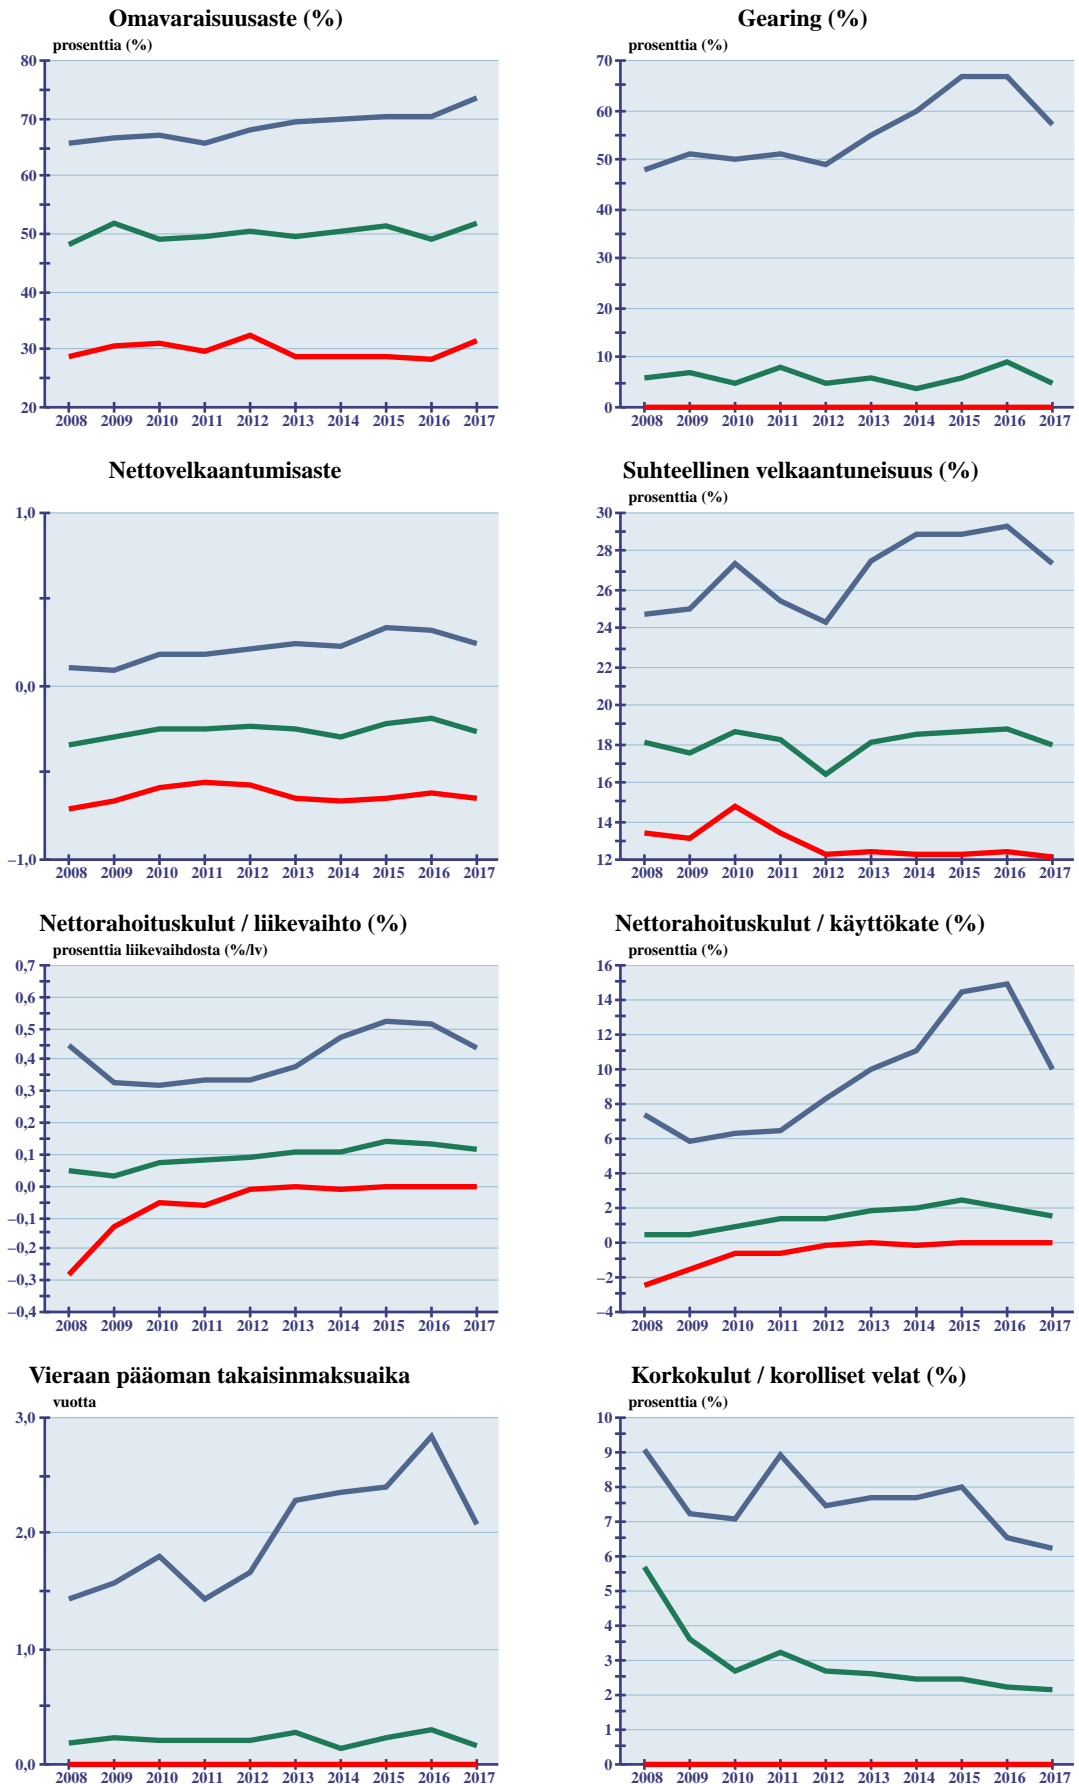 Omavaraisuusaste (%)
prosenttia (%)
80
70
60
50
40
30
20
2008 2009 2010 2011 2012 2013 2014 2015 2016 2017
Gearing (%)
prosenttia (%)
70
60
50
40
30
20
10
0
2008 2009 2010 2011 2012 2013 2014 2015 2016 2017
Nettovelkaantumisaste
1,0
0,0
–1,0
2008 2009 2010 2011 2012 2013 2014 2015 2016 2017
Suhteellinen velkaantuneisuus (%)
prosenttia (%)
30
28
26
24
22
20
18
16
14
12
2008 2009 2010 2011 2012 2013 2014 2015 2016 2017
Nettorahoituskulut / liikevaihto (%)
prosenttia liikevaihdosta (%/lv)
0,7
0,6
0,5
0,4
0,3
0,2
0,1
0,0
–0,1
–0,2
–0,3
–0,4
2008 2009 2010 2011 2012 2013 2014 2015 2016 2017
Nettorahoituskulut / käyttökate (%)
prosenttia (%)
16
14
12
10
8
6
4
2
0
–2
–4
2008 2009 2010 2011 2012 2013 2014 2015 2016 2017
Vieraan pääoman takaisinmaksuaika
vuotta
3,0
2,0
1,0
0,0
2008 2009 2010 2011 2012 2013 2014 2015 2016 2017
Korkokulut / korolliset velat (%)
prosenttia (%)
10
9
8
7
6
5
4
3
2
1
0
2008 2009 2010 2011 2012 2013 2014 2015 2016 2017